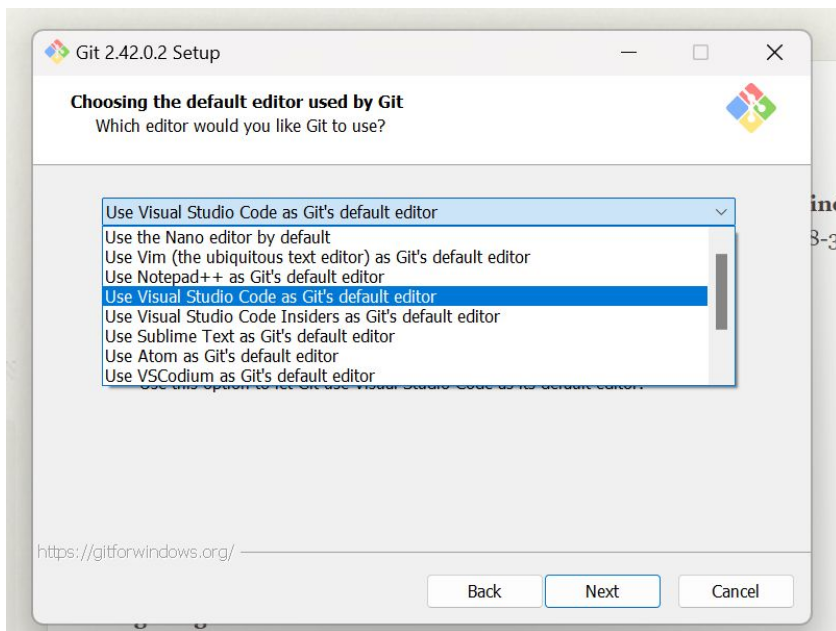 Git 2.42.0.2 Setup
Choosing the default editor used by Git
Which editor would you like Git to use?
Use Visual Studio Code as Git's default editor
Use the Nano editor by default
Use Vim (the ubiquitous text editor) as Git's default editor
Use Notepad++ as Git's default editor
Use Visual Studio Code as Git's default editor
Use Visual Studio Code Insiders as Git's default editor
Use Sublime Text as Git's default editor
Use Atom as Git's default editor
Use VSCodium as Git's default editor
https://gitforwindows.org/
Back Next Cancel